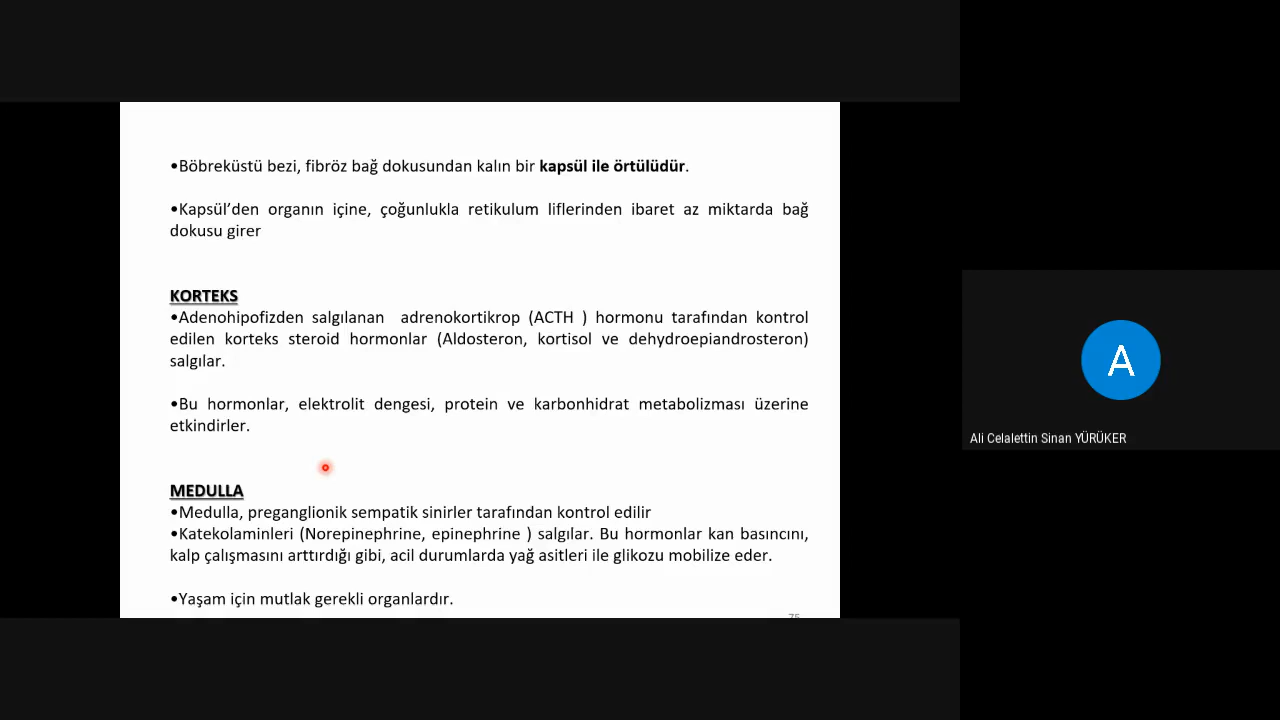 •Böbreküstü bezi, fibröz bağ dokusundan kalın bir kapsül ile örtülüdür.
•Kapsül’den organın içine, çoğunlukla retikulum liflerinden ibaret az miktarda bağ
dokusu girer
KORTEKS
•Adenohipofizden salgılanan adrenokortikrop (ACTH ) hormonu tarafından kontrol
edilen korteks steroid hormonlar (Aldosteron, kortisol ve dehydroepiandrosteron)
salgılar.
•Bu hormonlar, elektrolit dengesi, protein ve karbonhidrat metabolizması üzerine
etkindirler.
MEDULLA
•Medulla, preganglionik sempatik sinirler tarafından kontrol edilir
•Katekolaminleri (Norepinephrine, epinephrine ) salgılar. Bu hormonlar kan basıncını,
kalp çalışmasını arttırdığı gibi, acil durumlarda yağ asitleri ile glikozu mobilize eder.
•Yaşam için mutlak gerekli organlardır.
75
A
Ali Celalettin Sinan YÜRÜKER